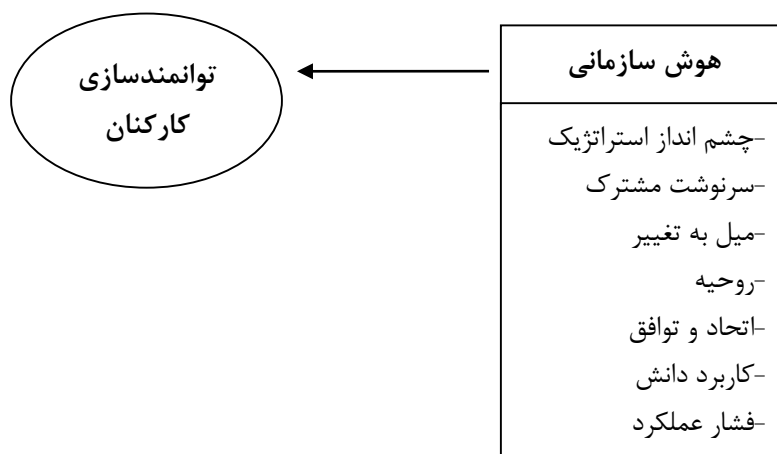 هوش سازمانی
-چشم انداز استراتژیک
-سرنوشت مشترک
-میل به تغییر
-روحیه
-اتحاد و توافق
-کاربرد دانش
-فشار عملکرد
توانمندسازی
کارکنان